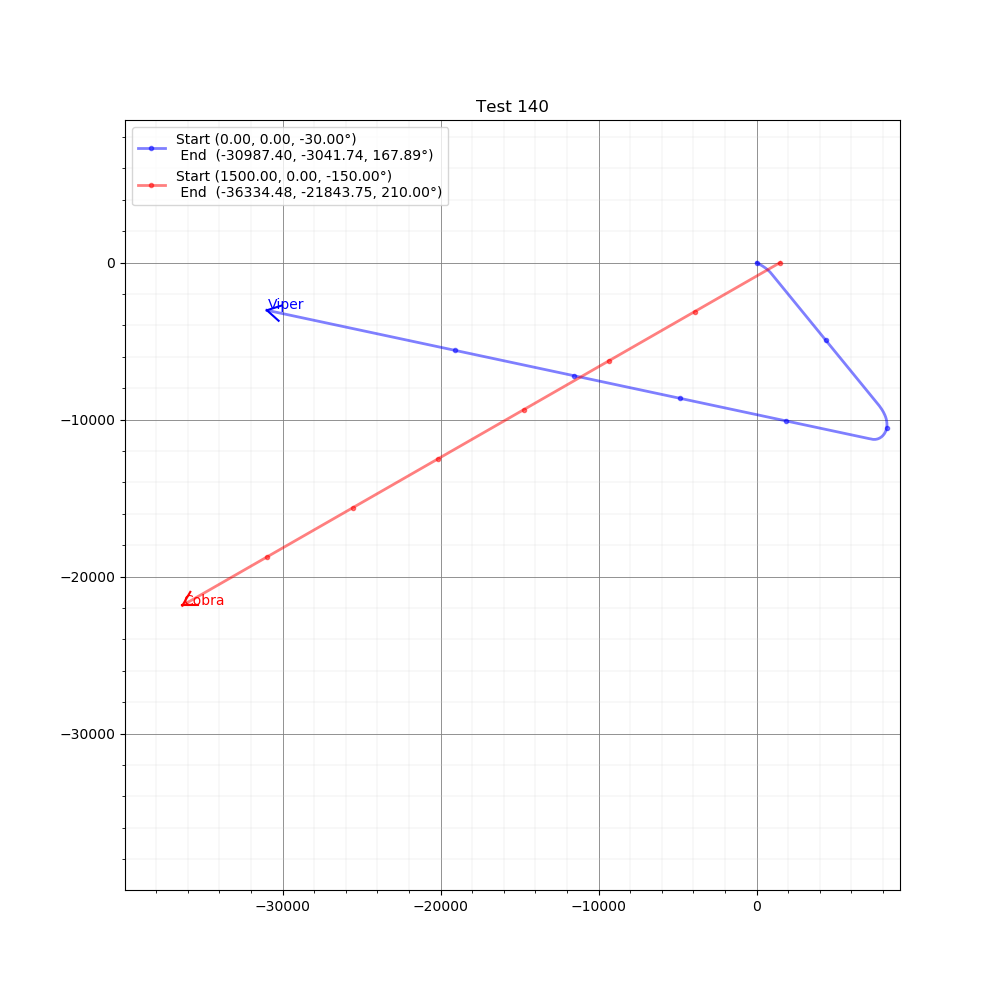 Test 140
Start (0.00, 0.00, -30.00°)
End  (-30987.40, -3041.74, 167.89°)
Start (1500.00, 0.00, -150.00°)
End  (-36334.48, -21843.75, 210.00°)
0
Viper
−10000
−20000
Cobra
−30000
−30000
−20000
−10000
0